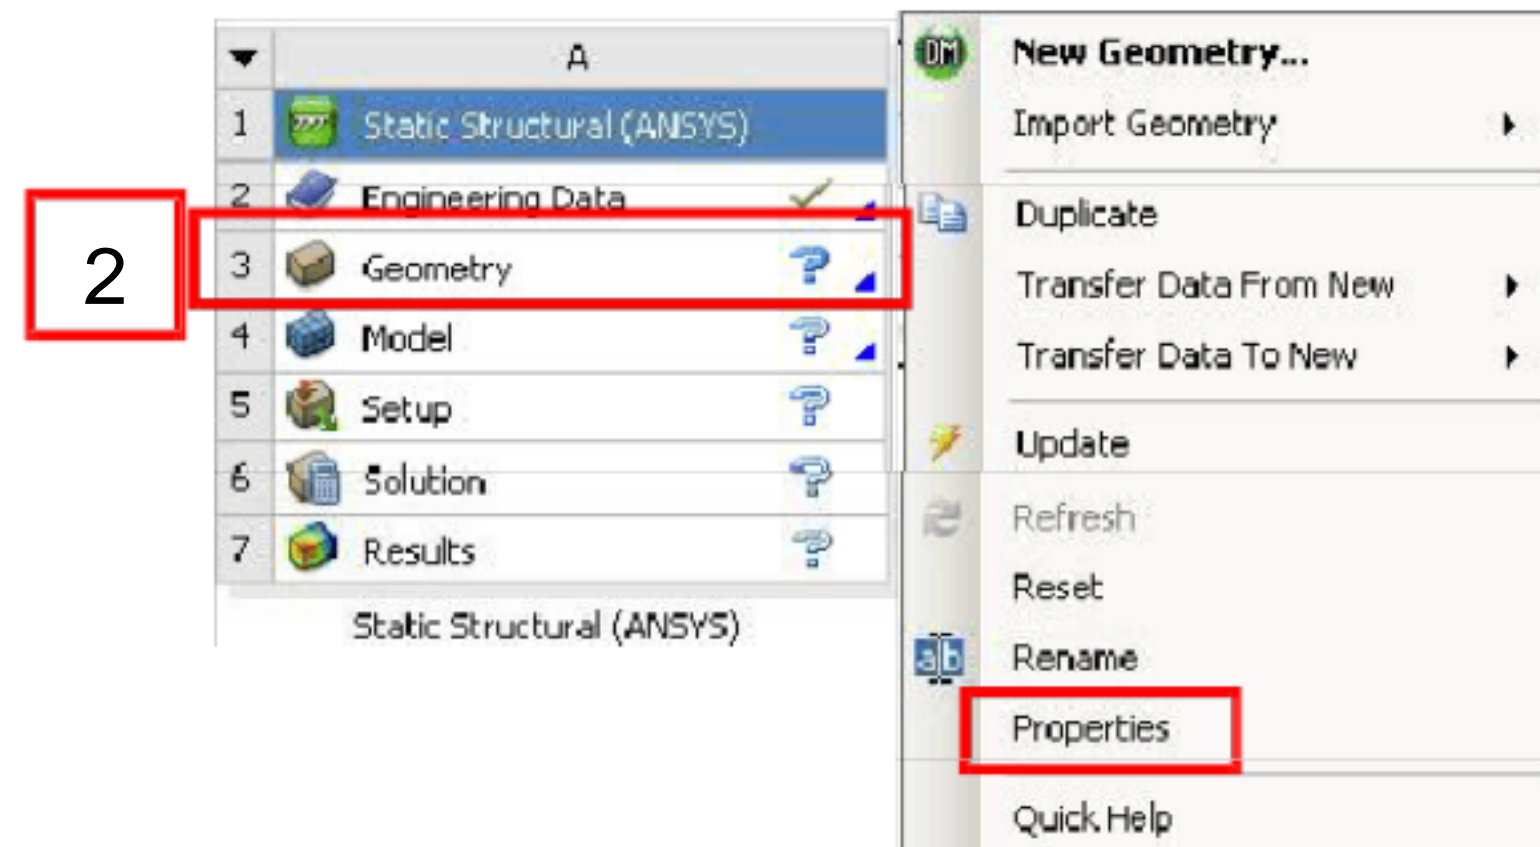 A
1 Static Structural (ANSYS)
2 Engineering Data
3 Geometry
4 Model
5 Setup
6 Solution
7 Results
Static Structural (ANSYS)
2
DM New Geometry...
Import Geometry
Duplicate
Transfer Data From New
Transfer Data To New
Update
Refresh
Reset
ab Rename
Properties
Quick Help